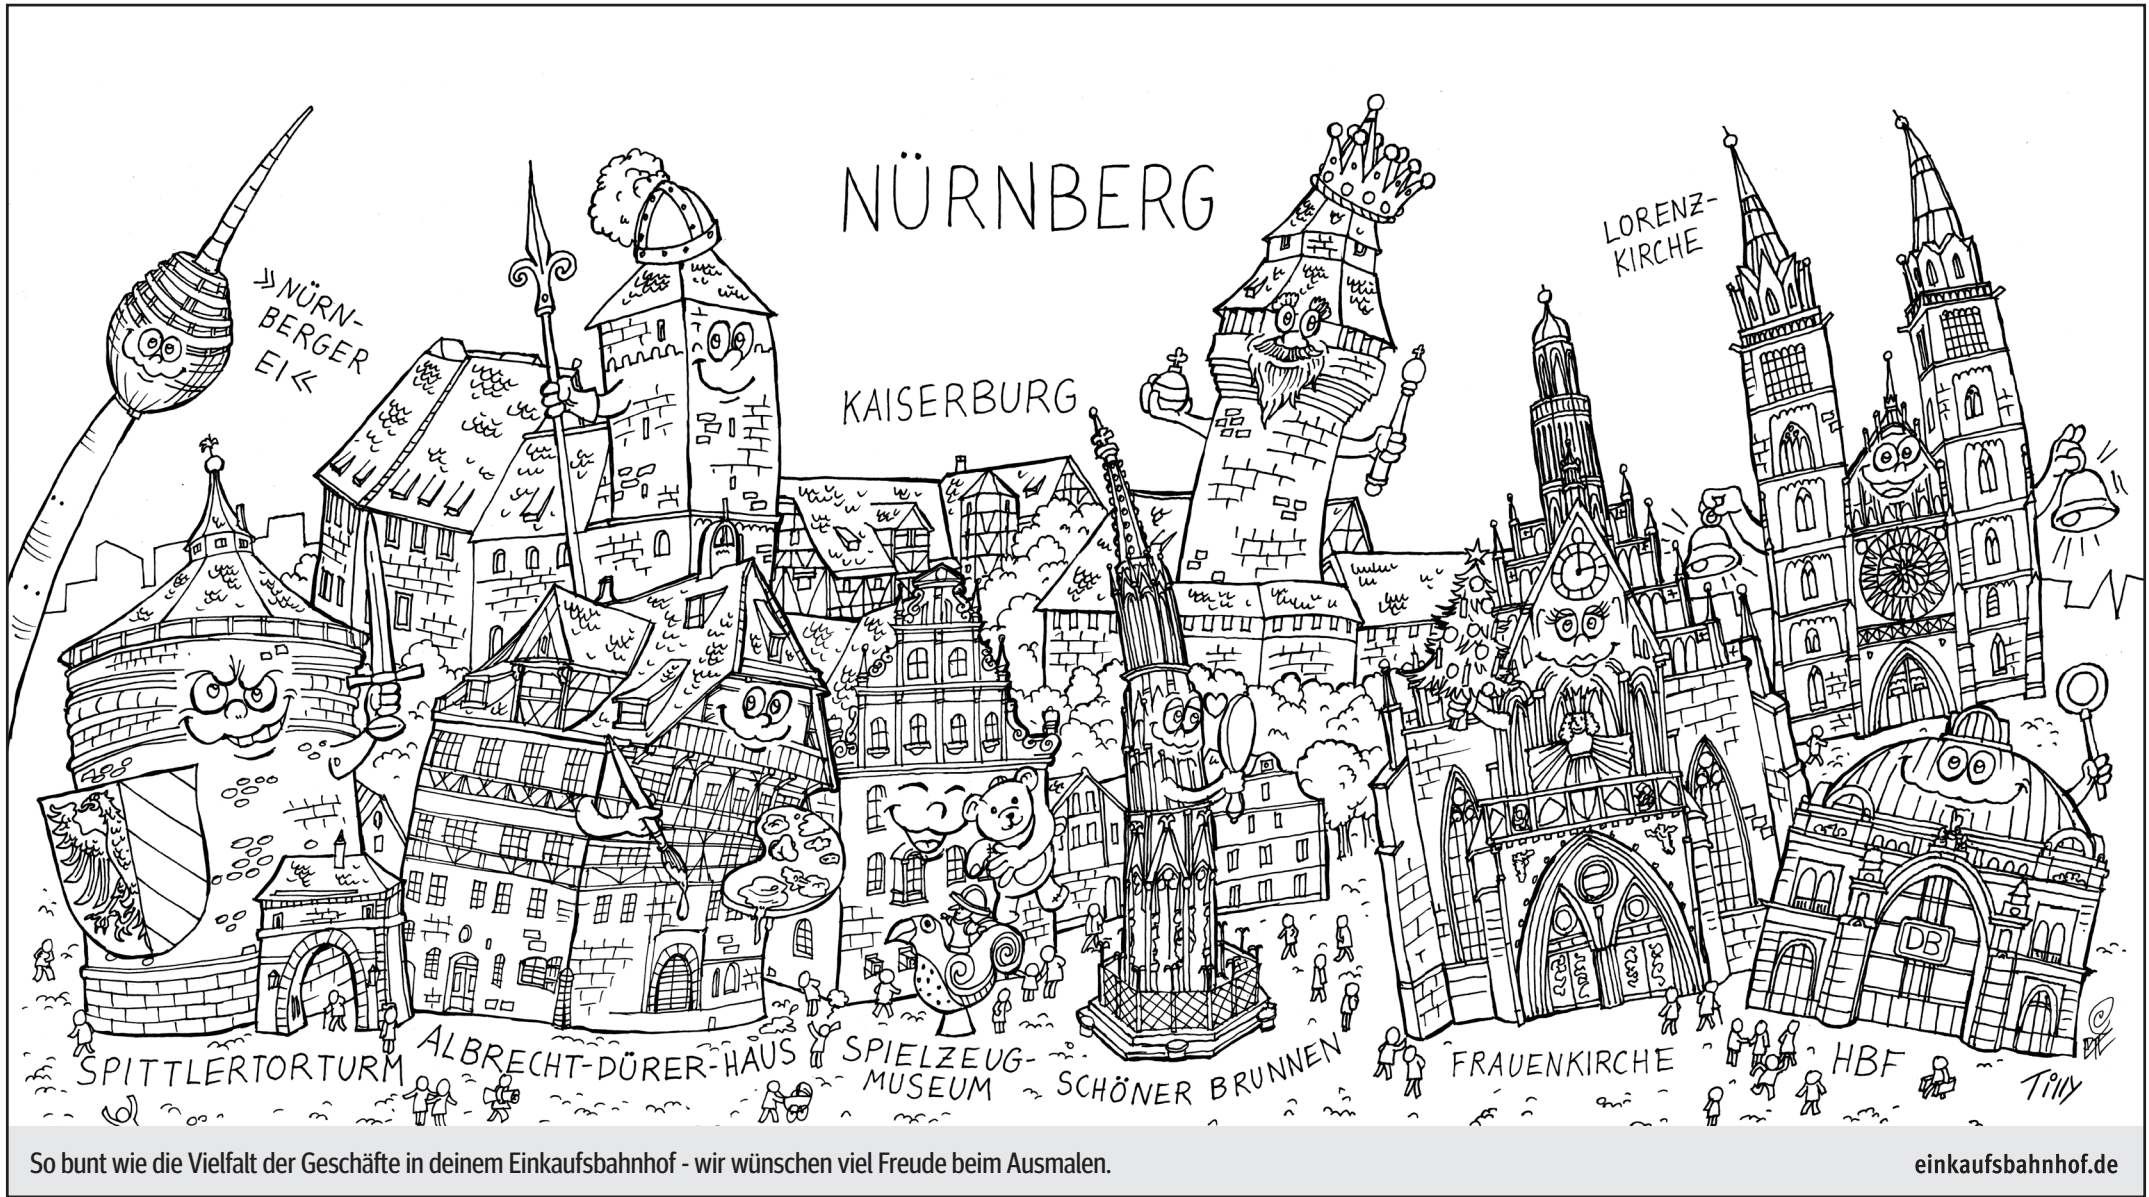 NÜRNBERG
»NÜRN-
BERGER
EI«
KAISERBURG
LORENZ-
KIRCHE
DB
SPITTLERTORTURM
ALBRECHT-DÜRER-HAUS
SPIELZEUG-
MUSEUM
SCHÖNER BRUNNEN
FRAUENKIRCHE
HBF
Tilly
So bunt wie die Vielfalt der Geschäfte in deinem Einkaufsbahnhof - wir wünschen viel Freude beim Ausmalen.
einkaufsbahnhof.de